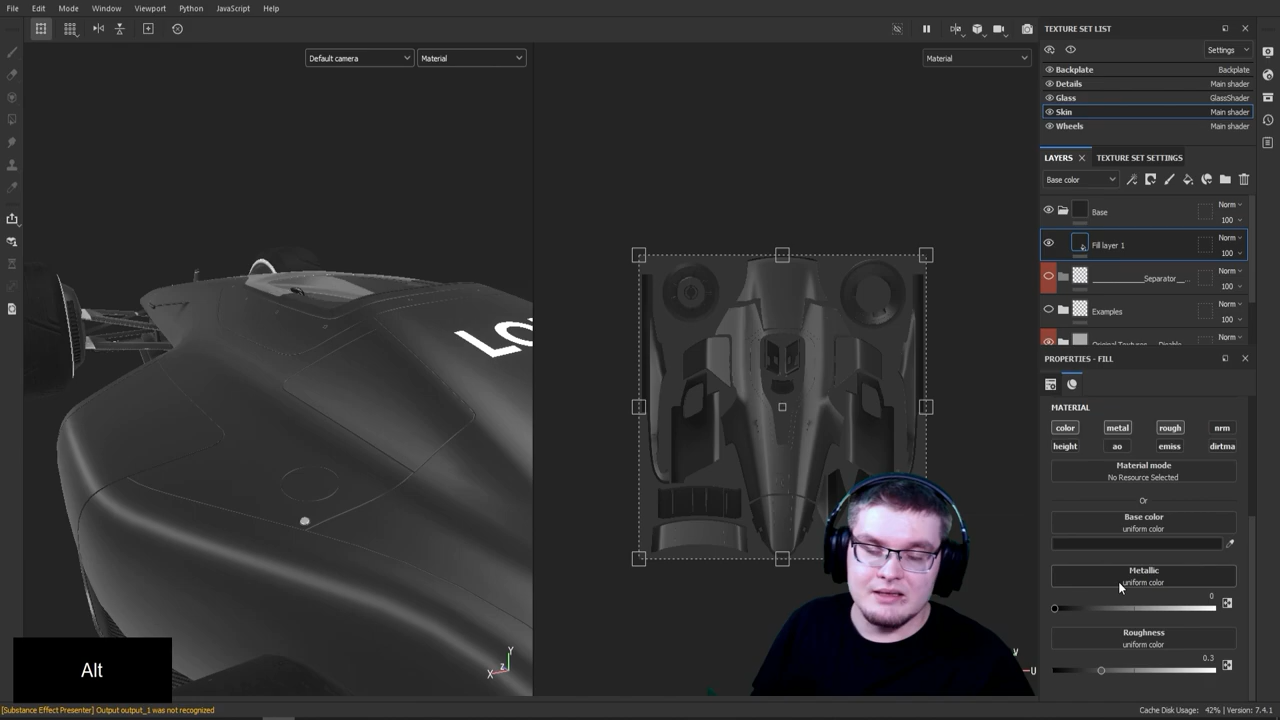 File Edit Mode Window Viewport Python JavaScript Help
TEXTURE SET LIST
Settings
Default camera
Material
Material
Backplate Backplate
Details Main shader
Glass GlassShader
Skin Main shader
Wheels Main shader
LAYERS
TEXTURE SET SETTINGS
Base color
Base
Norm
100
Fill layer 1
Norm
100
Separator
Norm
100
Examples
Norm
100
Norm
PROPERTIES - FILL
MATERIAL
color metal rough nrm
height ao emiss dirtma
Material mode
No Resource Selected
Or
Base color
uniform color
Metallic
uniform color
0
Roughness
uniform color
0.3
Y
X
Z
U
Alt
[Substance Effect Presenter] Output output_1 was not recognized
Cache Disk Usage: 42% | Version: 7.4.1